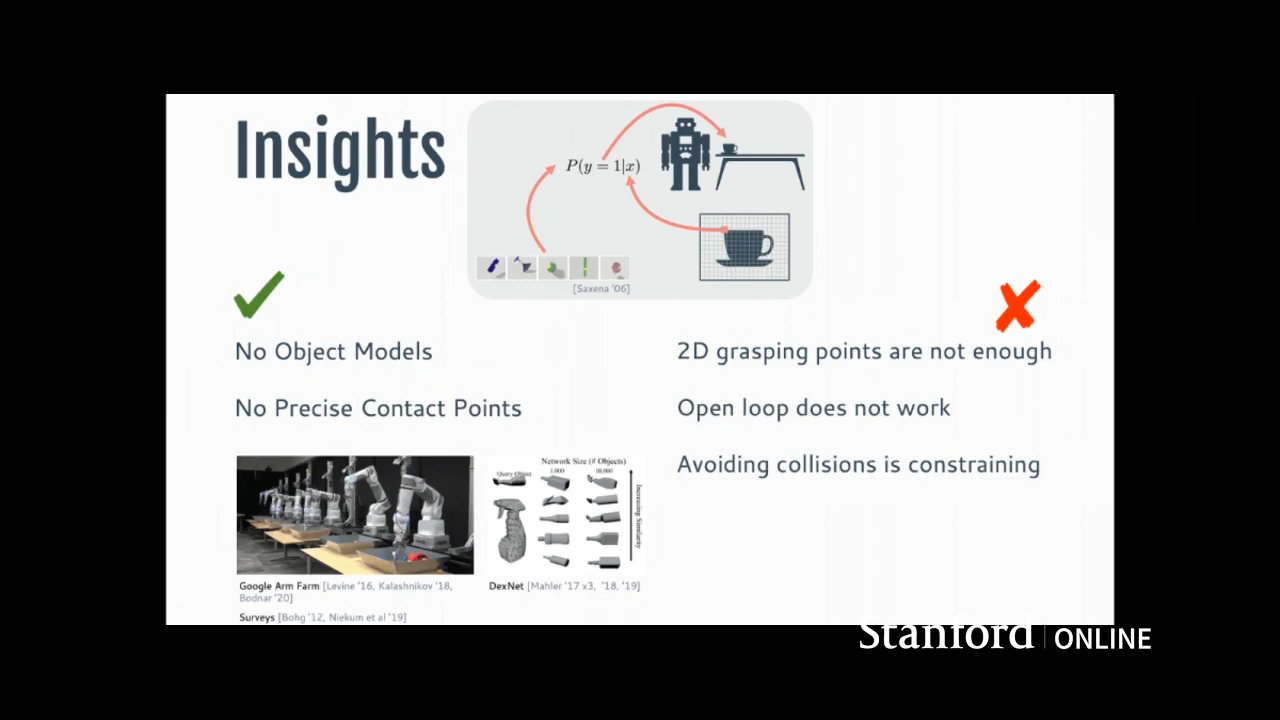 Insights
P(y = 1|x)
[Saxena '06]
No Object Models
No Precise Contact Points
2D grasping points are not enough
Open loop does not work
Avoiding collisions is constraining
Network Size (# Objects)
Query Object
1,000
10,000
Increasing Similarity
Google Arm Farm [Levine '16, Kalashnikov '18,
Bodnar '20]
DexNet [Mahler '17 x3, '18, '19]
Surveys [Bohg '12, Niekum et al '19]
Stanford ONLINE